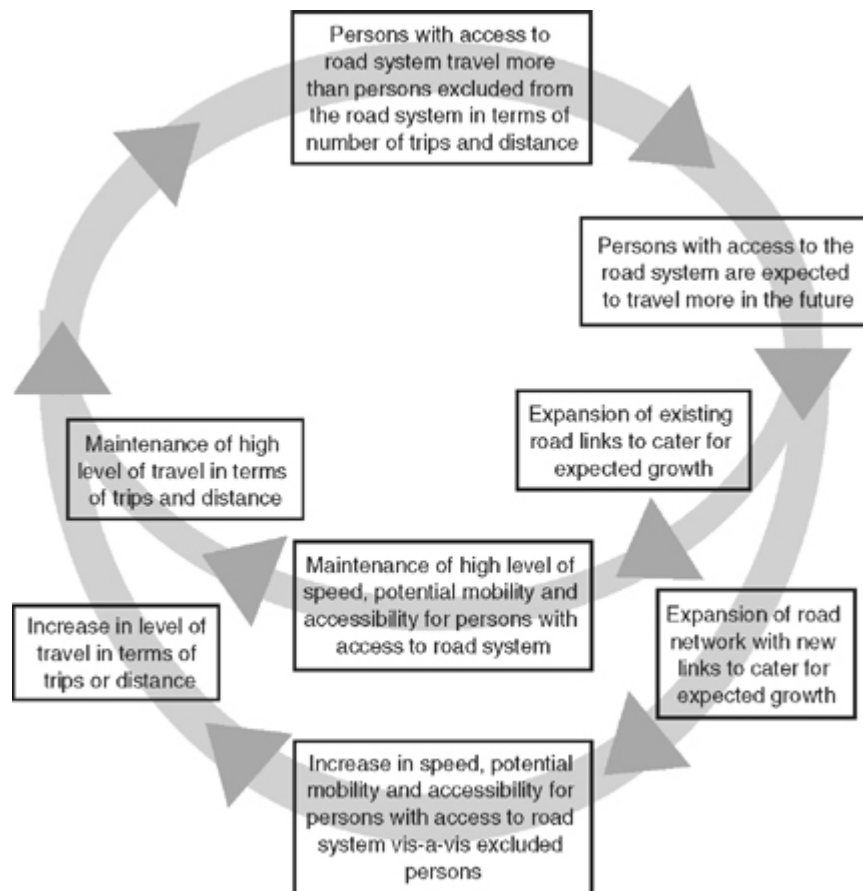 Persons with access to
road system travel more
than persons excluded from
the road system in terms of
number of trips and distance
Persons with access to the
road system are expected
to travel more in the future
Expansion of existing
road links to cater for
expected growth
Maintenance of high
level of travel in terms
of trips and distance
Maintenance of high level of
speed, potential mobility and
accessibility for persons with
access to road system
Expansion of road
network with new
links to cater for
expected growth
Increase in level of
travel in terms of
trips or distance
Increase in speed, potential
mobility and accessibility for
persons with access to road
system vis-a-vis excluded
persons